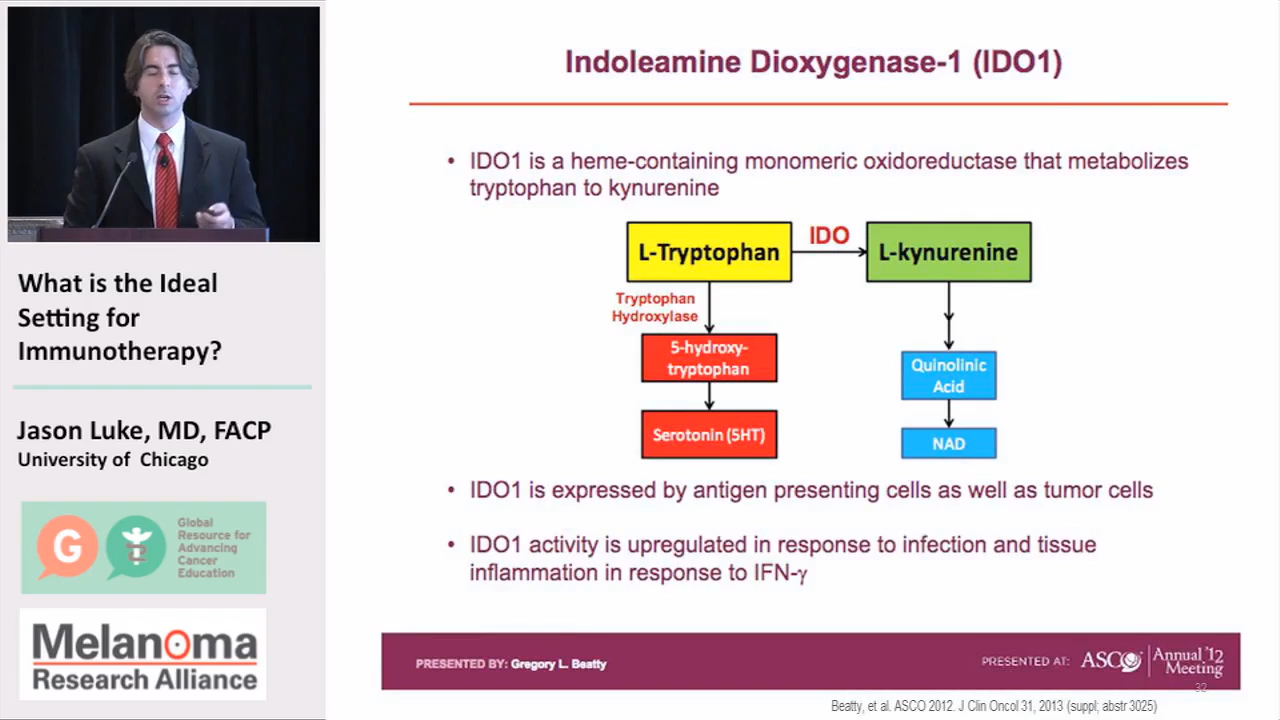 What is the Ideal
Setting for
Immunotherapy?
Jason Luke, MD, FACP
University of Chicago
G
Global
Resource for
Advancing
Cancer
Education
Melanoma
Research Alliance
Indoleamine Dioxygenase-1 (IDO1)
• IDO1 is a heme-containing monomeric oxidoreductase that metabolizes
tryptophan to kynurenine
L-Tryptophan
IDO
L-kynurenine
Tryptophan
Hydroxylase
5-hydroxy-
tryptophan
Serotonin (5HT)
Quinolinic
Acid
NAD
• IDO1 is expressed by antigen presenting cells as well as tumor cells
• IDO1 activity is upregulated in response to infection and tissue
inflammation in response to IFN-γ
PRESENTED BY: Gregory L. Beatty
PRESENTED AT: ASCO Annual '12
Meeting
32
Beatty, et al. ASCO 2012. J Clin Oncol 31, 2013 (suppl; abstr 3025)